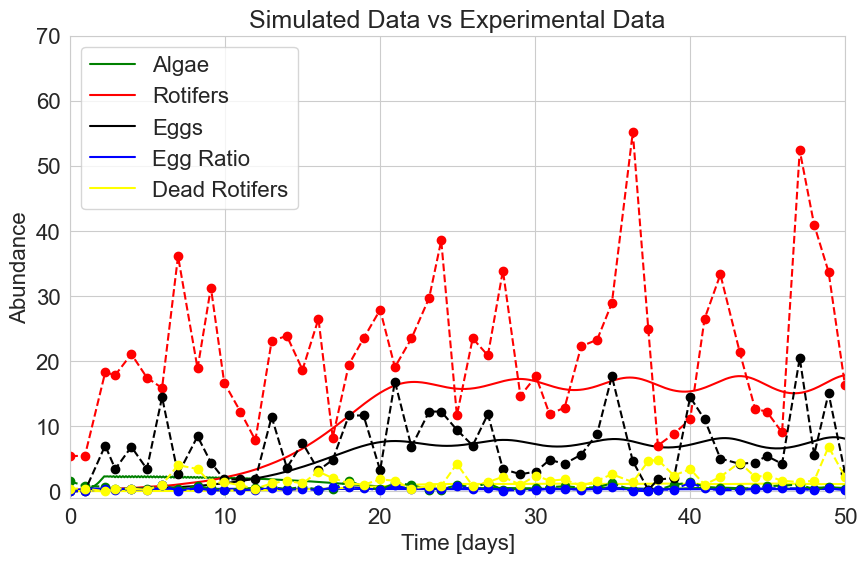 Simulated Data vs Experimental Data
70
60
50
40
30
20
10
0
Abundance
Algae
Rotifers
Eggs
Egg Ratio
Dead Rotifers
0 10 20 30 40 50
Time [days]